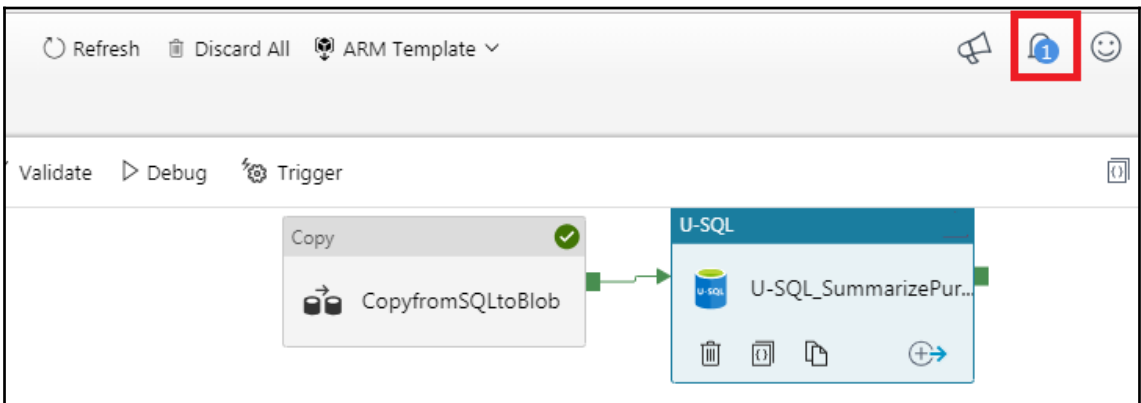 Refresh Discard All ARM Template 1
Validate Debug Trigger
Copy U-SQL
CopyfromSQLtoBlob U-SQL U-SQL_SummarizePur...